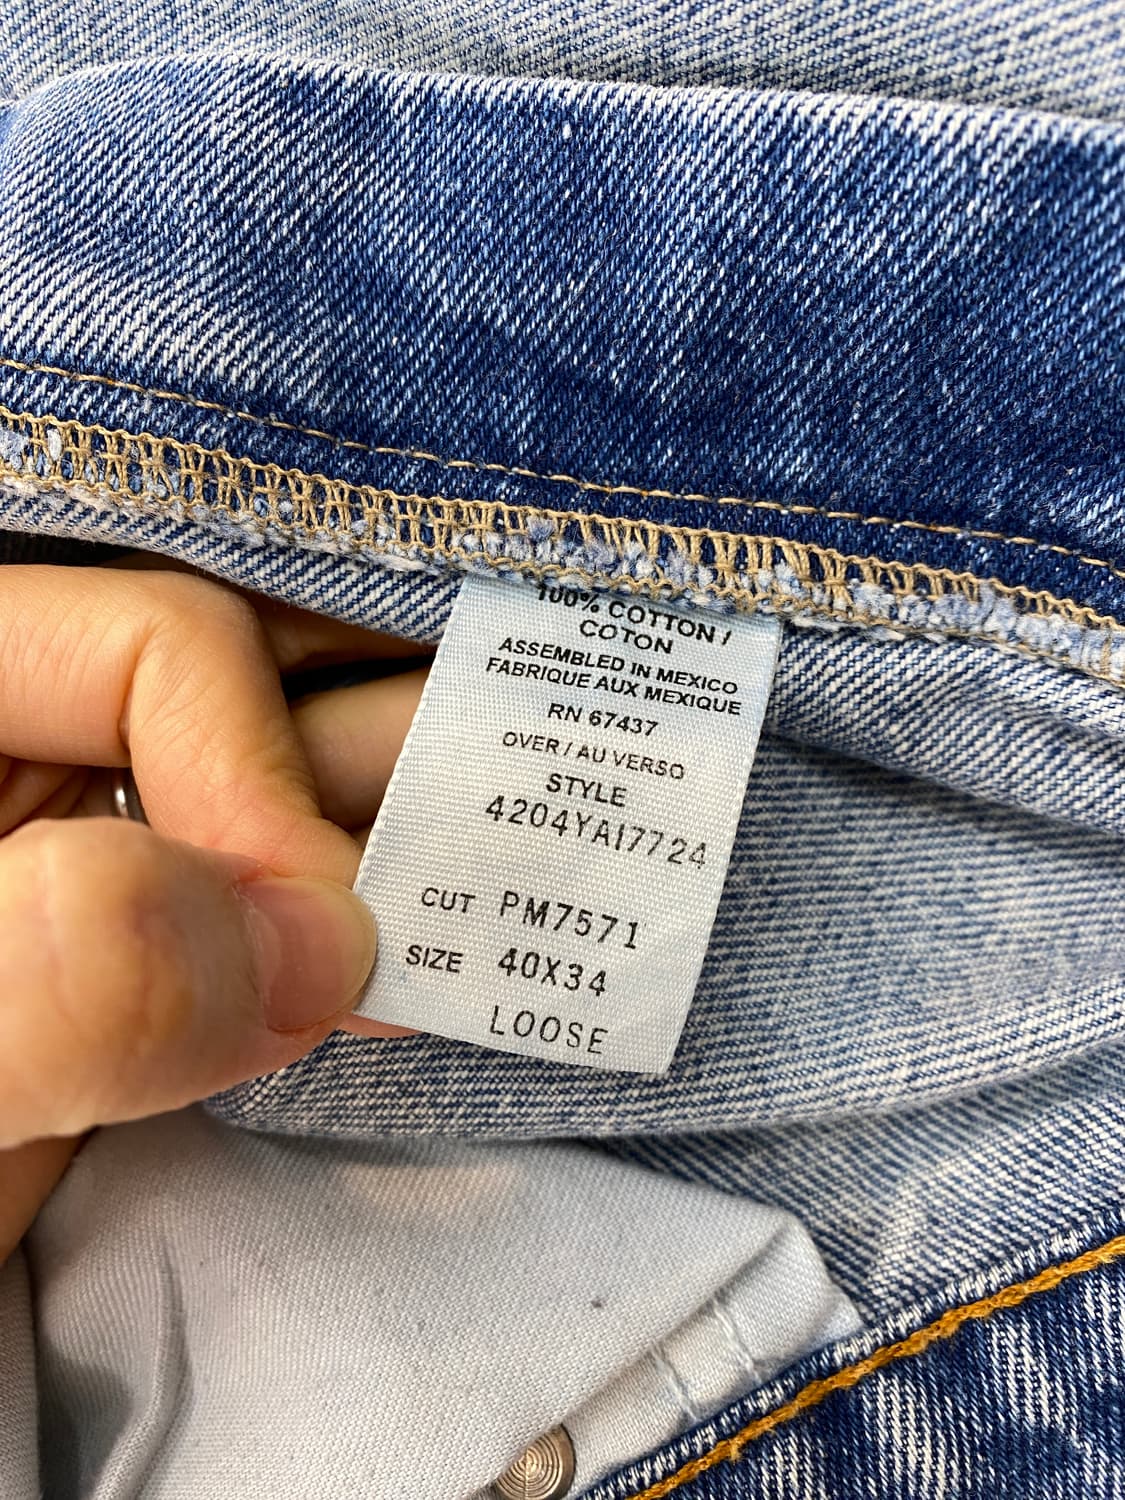 100% COTTON /
COTON
ASSEMBLED IN MEXICO
FABRIQUE AUX MEXIQUE
RN 67437
OVER / AU VERSO
STYLE
4204YAI7724
CUT PM7571
SIZE 40X34
LOOSE